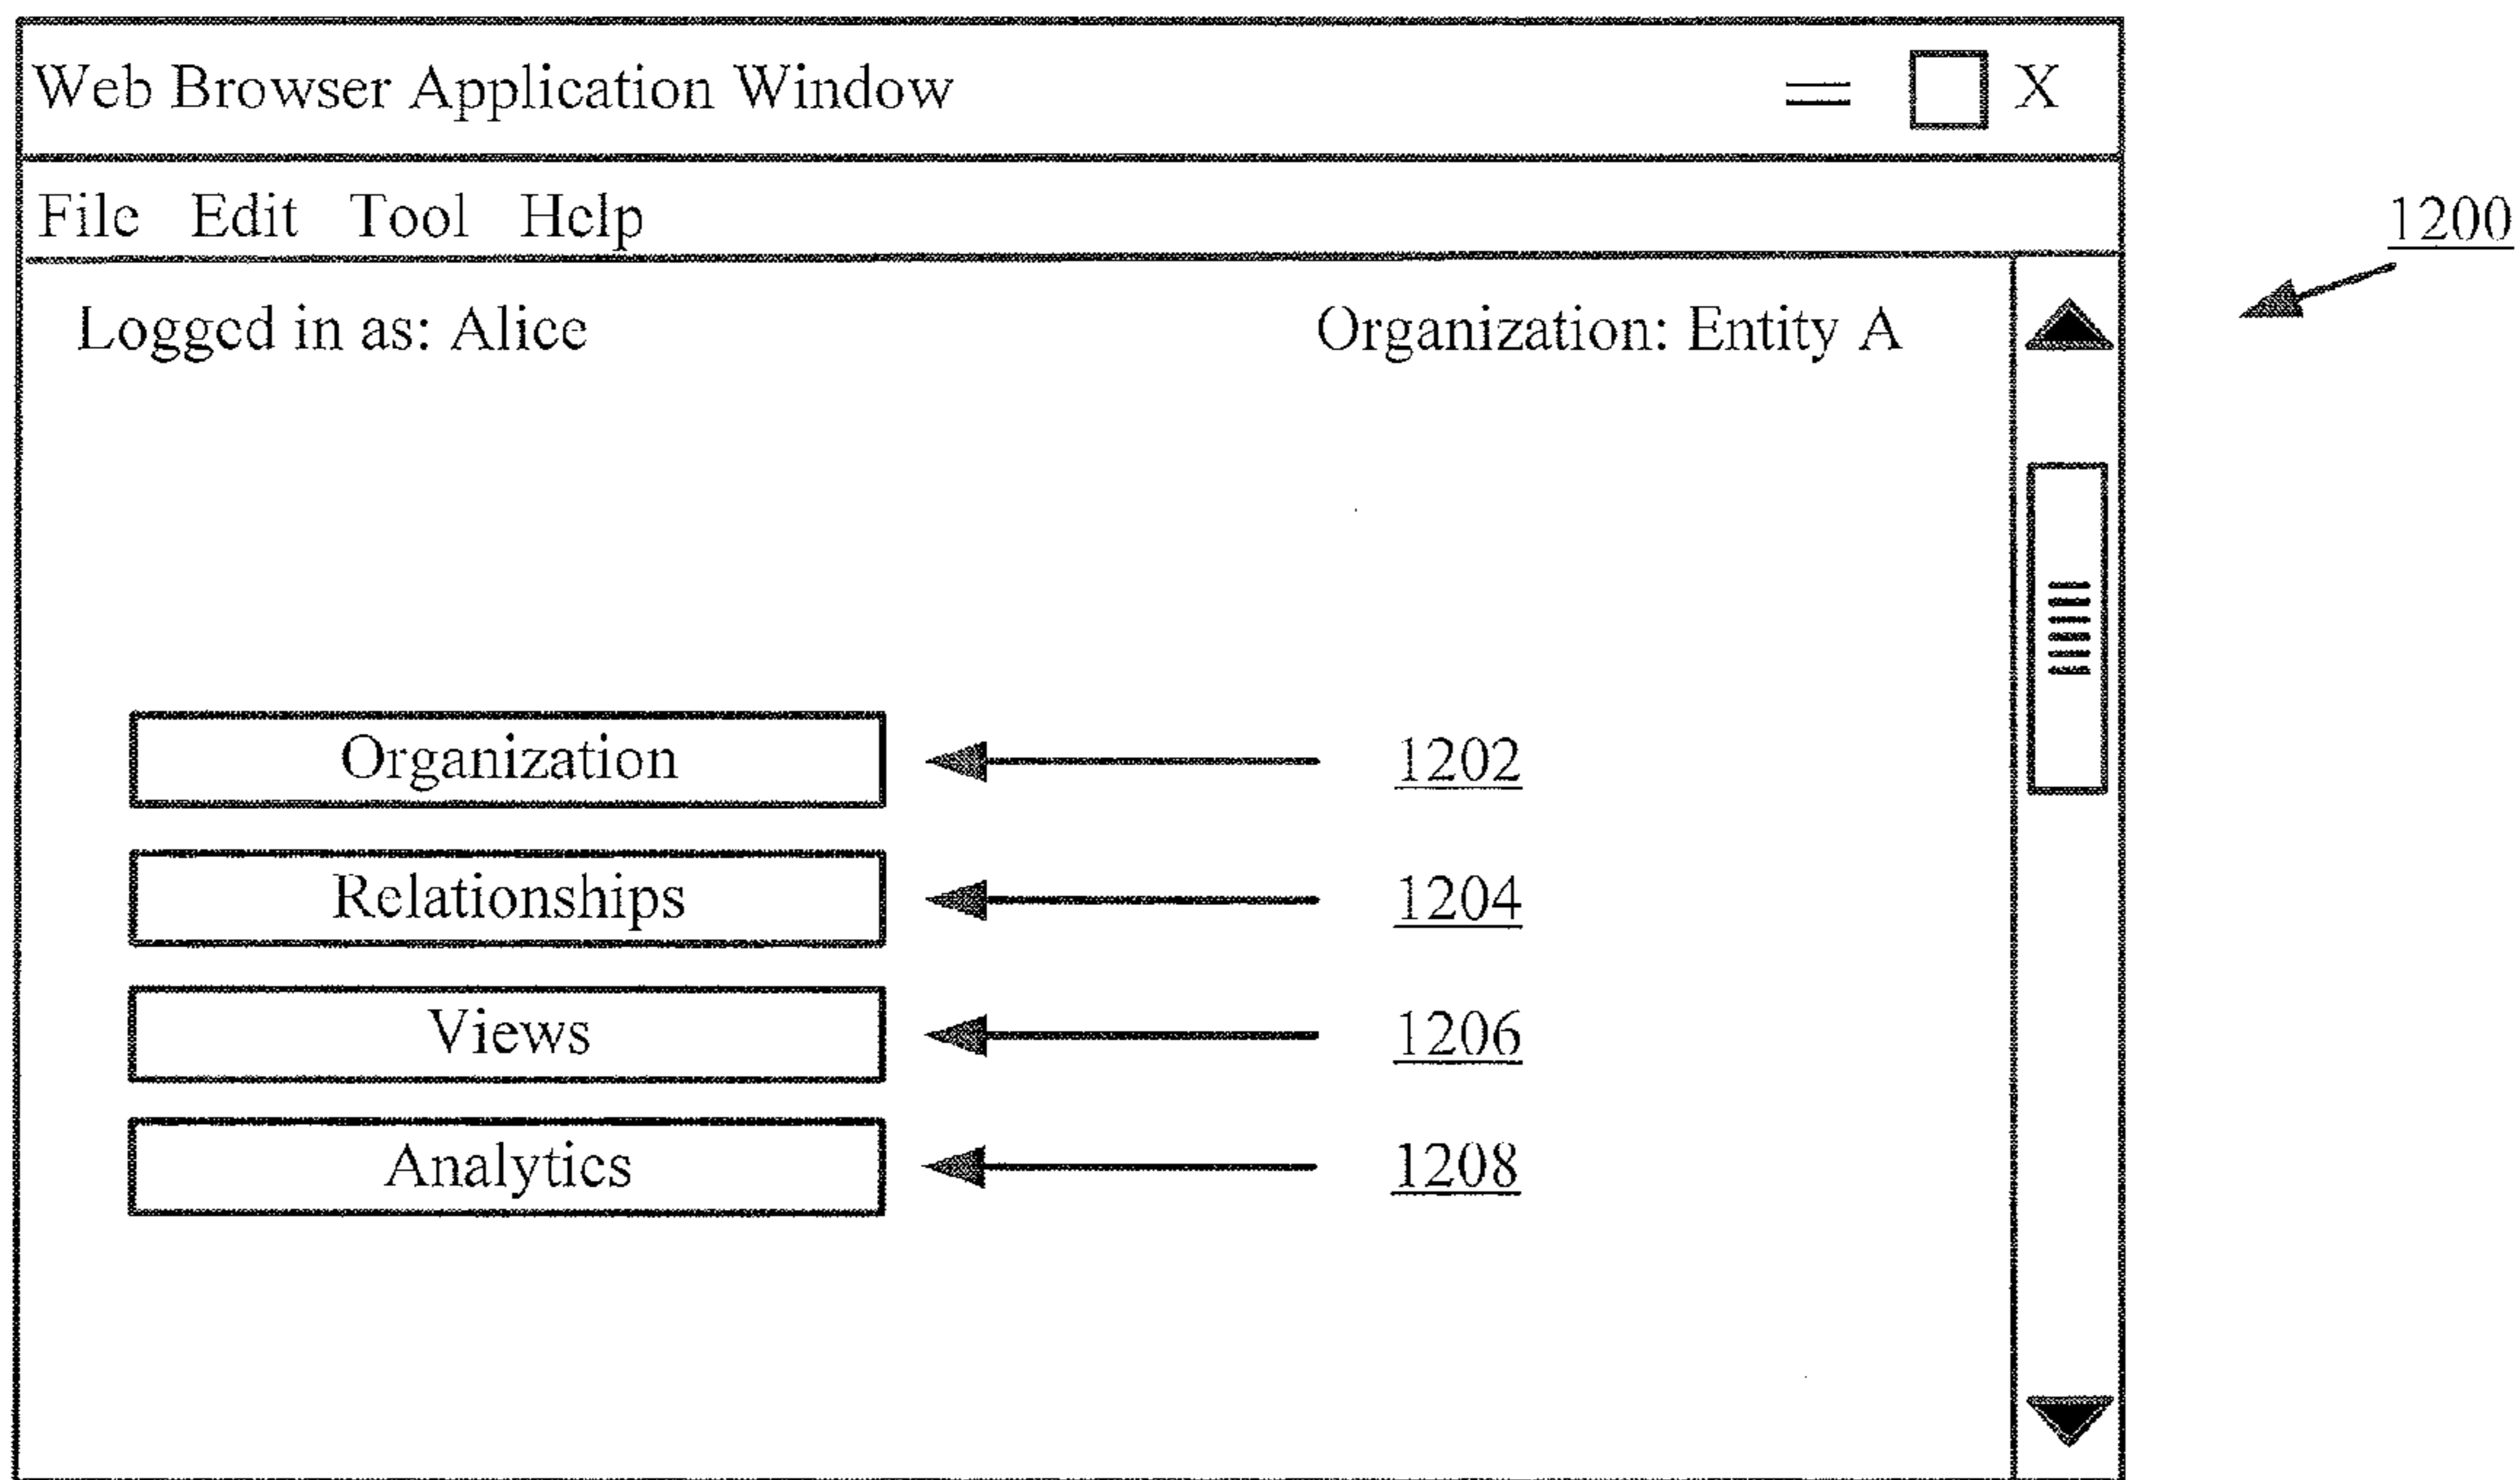 Web Browser Application Window X
File Edit Tool Help
1200
Logged in as: Alice Organization: Entity A
Organization 1202
Relationships 1204
Views 1206
Analytics 1208